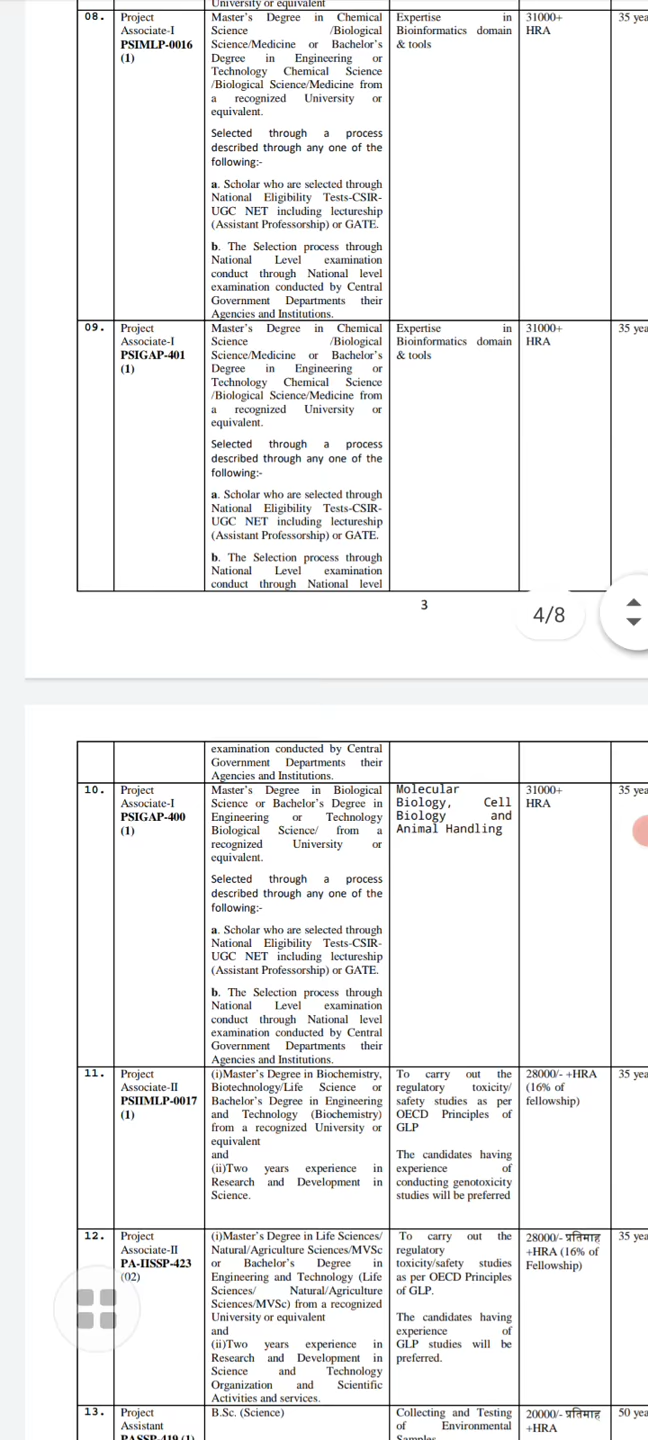 University or equivalent
08. Project Master's Degree in Chemical Expertise in 31000+ 35 yea
Associate-I Science /Biological Bioinformatics domain HRA
PSIMLP-0016 Science/Medicine or Bachelor's & tools
(1) Degree in Engineering or
Technology Chemical Science
/Biological Science/Medicine from
a recognized University or
equivalent.
Selected through a process
described through any one of the
following:-
a. Scholar who are selected through
National Eligibility Tests-CSIR-
UGC NET including lectureship
(Assistant Professorship) or GATE.
b. The Selection process through
National Level examination
conduct through National level
examination conducted by Central
Government Departments their
Agencies and Institutions.
09. Project Master's Degree in Chemical Expertise in 31000+ 35 yea
Associate-I Science /Biological Bioinformatics domain HRA
PSIGAP-401 Science/Medicine or Bachelor's & tools
(1) Degree in Engineering or
Technology Chemical Science
/Biological Science/Medicine from
a recognized University or
equivalent.
Selected through a process
described through any one of the
following:-
a. Scholar who are selected through
National Eligibility Tests-CSIR-
UGC NET including lectureship
(Assistant Professorship) or GATE.
b. The Selection process through
National Level examination
conduct through National level
3
4/8
examination conducted by Central
Government Departments their
Agencies and Institutions.
10. Project Master's Degree in Biological Molecular 31000+ 35 yea
Associate-I Science or Bachelor's Degree in Biology, Cell HRA
PSIGAP-400 Engineering or Technology Biology and
(1) Biological Science/ from a Animal Handling
recognized University or
equivalent.
Selected through a process
described through any one of the
following:-
a. Scholar who are selected through
National Eligibility Tests-CSIR-
UGC NET including lectureship
(Assistant Professorship) or GATE.
b. The Selection process through
National Level examination
conduct through National level
examination conducted by Central
Government Departments their
Agencies and Institutions.
11. Project (i)Master's Degree in Biochemistry, To carry out the 28000/- +HRA 35 yea
Associate-II Biotechnology/Life Science or regulatory toxicity/ (16% of
PSIIMLP-0017 Bachelor's Degree in Engineering safety studies as per fellowship)
(1) and Technology (Biochemistry) OECD Principles of
from a recognized University or GLP
equivalent
and The candidates having
(ii)Two years experience in experience of
Research and Development in conducting genotoxicity
Science. studies will be preferred
12. Project (i)Master's Degree in Life Sciences/ To carry out the 28000/- प्रतिमाह 35 yea
Associate-II Natural/Agriculture Sciences/MVSc regulatory +HRA (16% of
PA-IISSP-423 or Bachelor's Degree in toxicity/safety studies Fellowship)
(02) Engineering and Technology (Life as per OECD Principles
Sciences/ Natural/Agriculture of GLP.
Sciences/MVSc) from a recognized
University or equivalent The candidates having
and experience of
(ii)Two years experience in GLP studies will be
Research and Development in preferred.
Science and Technology
Organization and Scientific
Activities and services.
13. Project B.Sc. (Science) Collecting and Testing 20000/- प्रतिमाह 50 yea
Assistant of Environmental +HRA
PASSP-419 (1) Samples